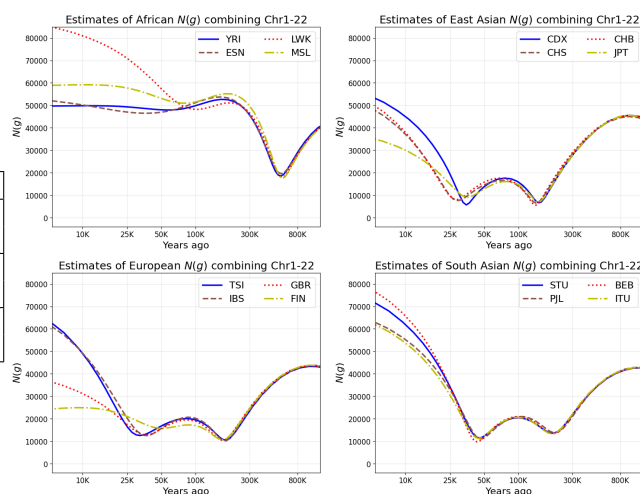 Estimates of African N(g) combining Chr1-22
YRI LWK
ESN MSL
N(g)
80000
70000
60000
50000
40000
30000
20000
10000
0
10K 25K 50K 100K 300K 800K
Years ago
Estimates of East Asian N(g) combining Chr1-22
CDX CHB
CHS JPT
N(g)
80000
70000
60000
50000
40000
30000
20000
10000
0
10K 25K 50K 100K 300K 800K
Years ago
Estimates of European N(g) combining Chr1-22
TSI GBR
IBS FIN
N(g)
80000
70000
60000
50000
40000
30000
20000
10000
0
10K 25K 50K 100K 300K 800K
Years ago
Estimates of South Asian N(g) combining Chr1-22
STU BEB
PJL ITU
N(g)
80000
70000
60000
50000
40000
30000
20000
10000
0
10K 25K 50K 100K 300K 800K
Years ago